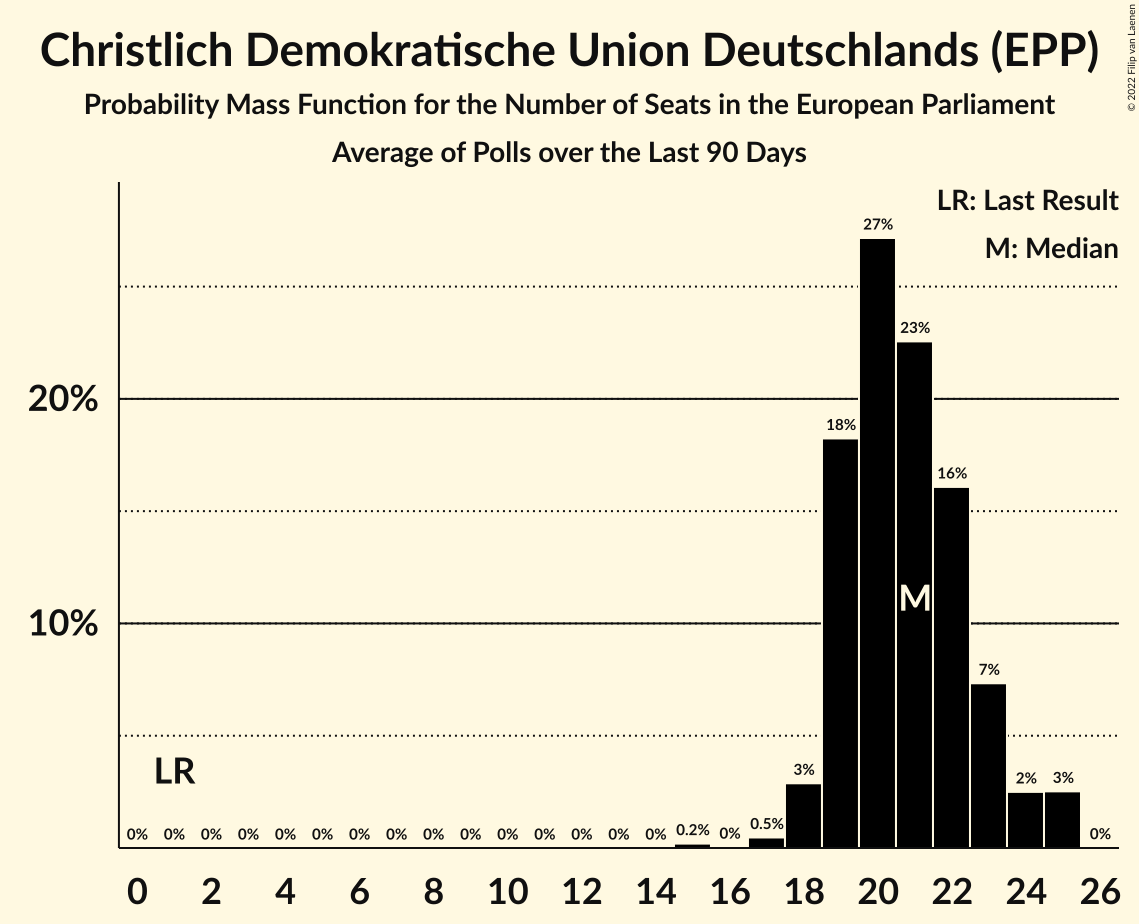 Christlich Demokratische Union Deutschlands (EPP)
Probability Mass Function for the Number of Seats in the European Parliament
Average of Polls over the Last 90 Days
© 2022 Filip van Laenen
LR: Last Result
M: Median
20%
10%
27%
23%
18%
16%
M
7%
LR
3%
2%
3%
0% 0% 0% 0% 0% 0% 0% 0% 0% 0% 0% 0% 0% 0% 0% 0.2% 0% 0.5% 0%
0 2 4 6 8 10 12 14 16 18 20 22 24 26